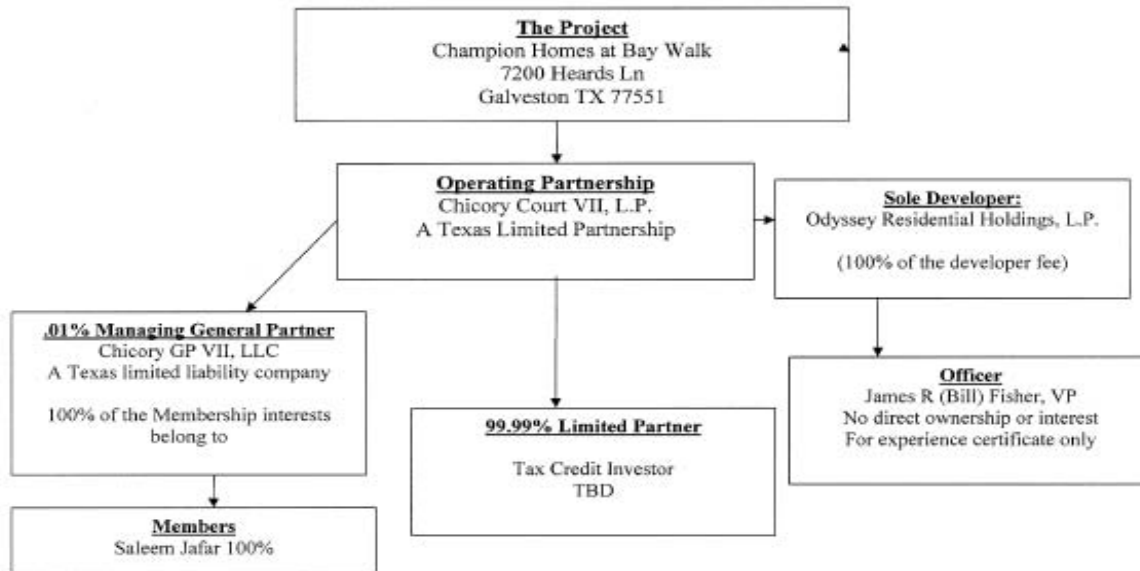 The Project
Champion Homes at Bay Walk
7200 Heards Ln
Galveston TX 77551
Operating Partnership
Chicory Court VII, L.P.
A Texas Limited Partnership
Sole Developer:
Odyssey Residential Holdings, L.P.
(100% of the developer fee)
.01% Managing General Partner
Chicory GP VII, LLC
A Texas limited liability company
100% of the Membership interests
belong to
99.99% Limited Partner
Tax Credit Investor
TBD
Officer
James R (Bill) Fisher, VP
No direct ownership or interest
For experience certificate only
Members
Saleem Jafar 100%